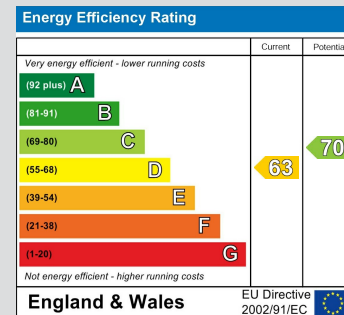 Energy Efficiency Rating
Current Potentia
Very energy efficient - lower running costs
(92 plus) A
(81-91) B
(69-80) C
70
(55-68) D
63
(39-54) E
(21-38) F
(1-20) G
Not energy efficient - higher running costs
England & Wales
EU Directive
2002/91/EC